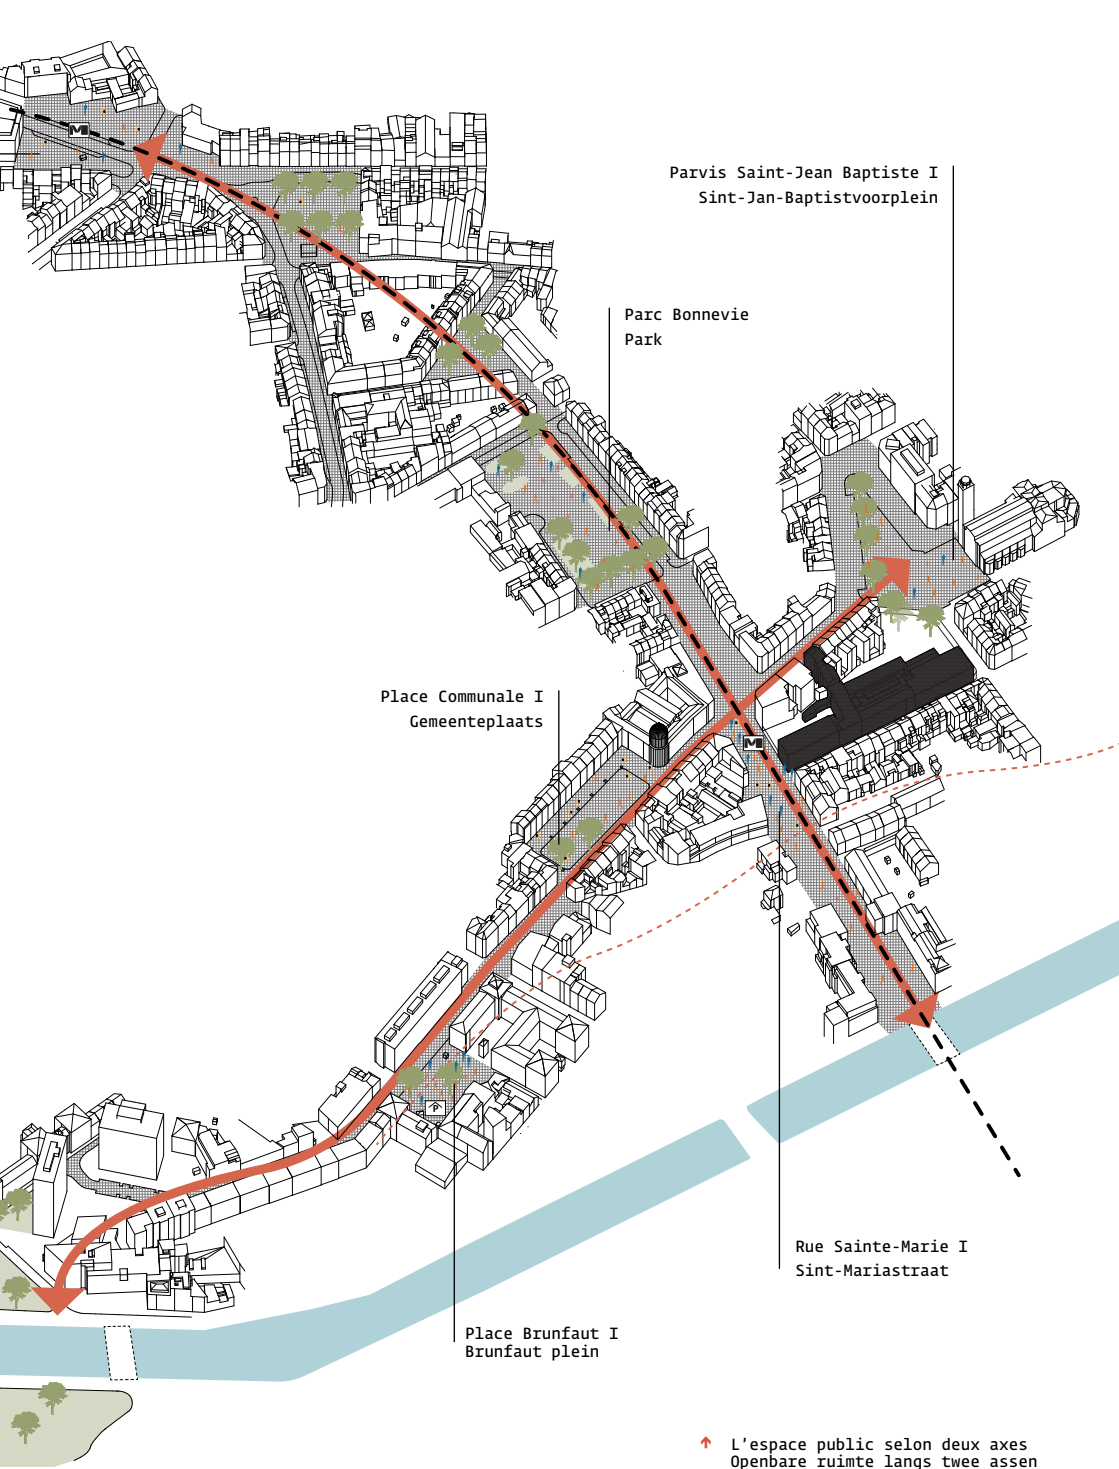 M
Parvis Saint-Jean Baptiste I
Sint-Jan-Baptistvoorplein
Parc Bonnevie
Park
Place Communale I
Gemeenteplaats
M
P
Rue Sainte-Marie I
Sint-Mariastraat
Place Brunfaut I
Brunfaut plein
↑ L'espace public selon deux axes
Openbare ruimte langs twee assen